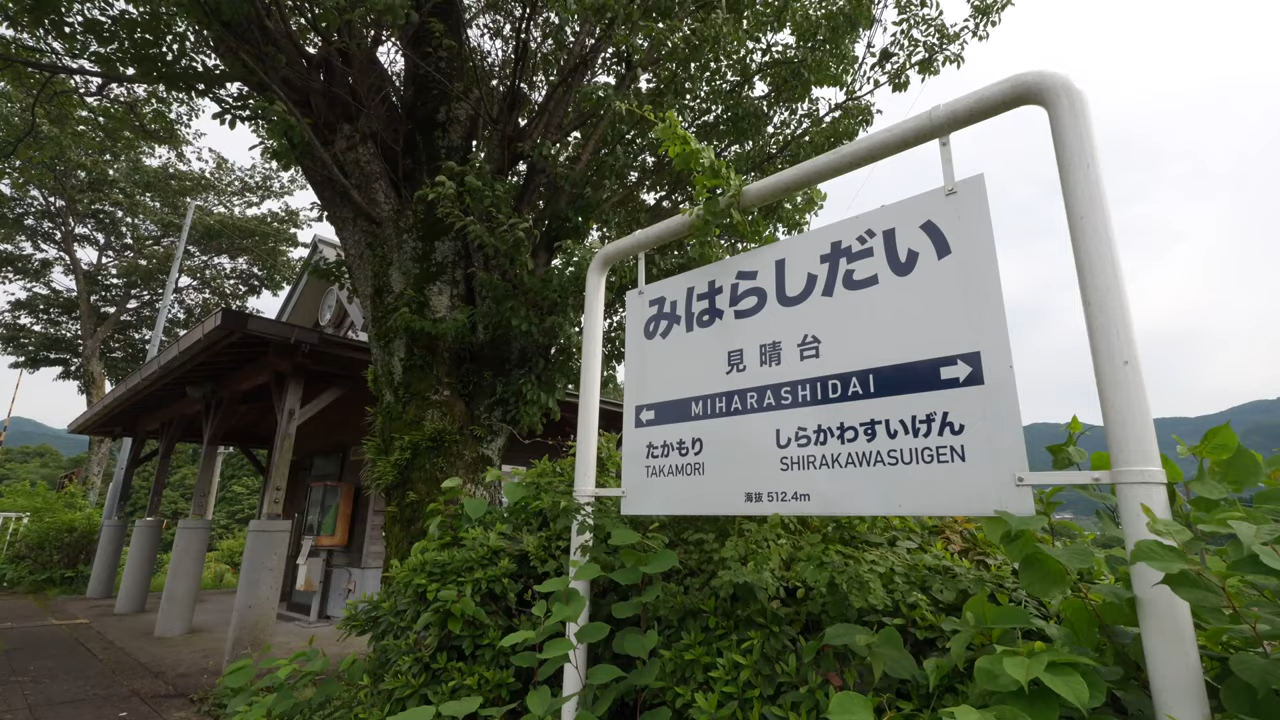 みはらしだい
見晴台
MIHARASHIDAI
たかもり しらかわすいげん
TAKAMORI SHIRAKAWASUIGEN
海抜 512.4m